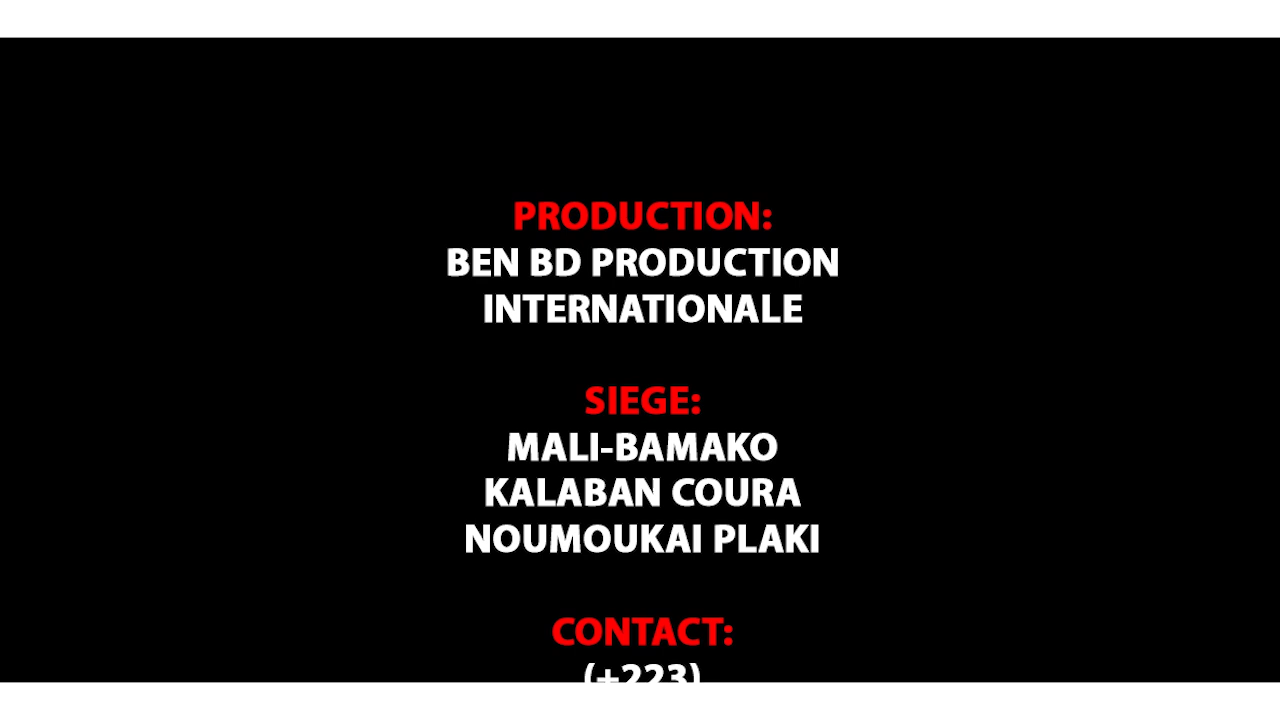 PRODUCTION:
BEN BD PRODUCTION
INTERNATIONALE
SIEGE:
MALI-BAMAKO
KALABAN COURA
NOUMOUKAI PLAKI
CONTACT:
(+223)